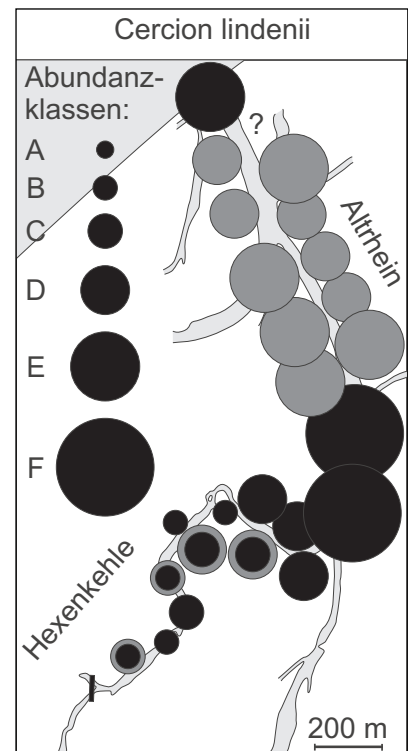 Cercion lindenii
Abundanz-
klassen:
A
B
C
D
E
F
?
Altrhein
Hexenkehle
200 m